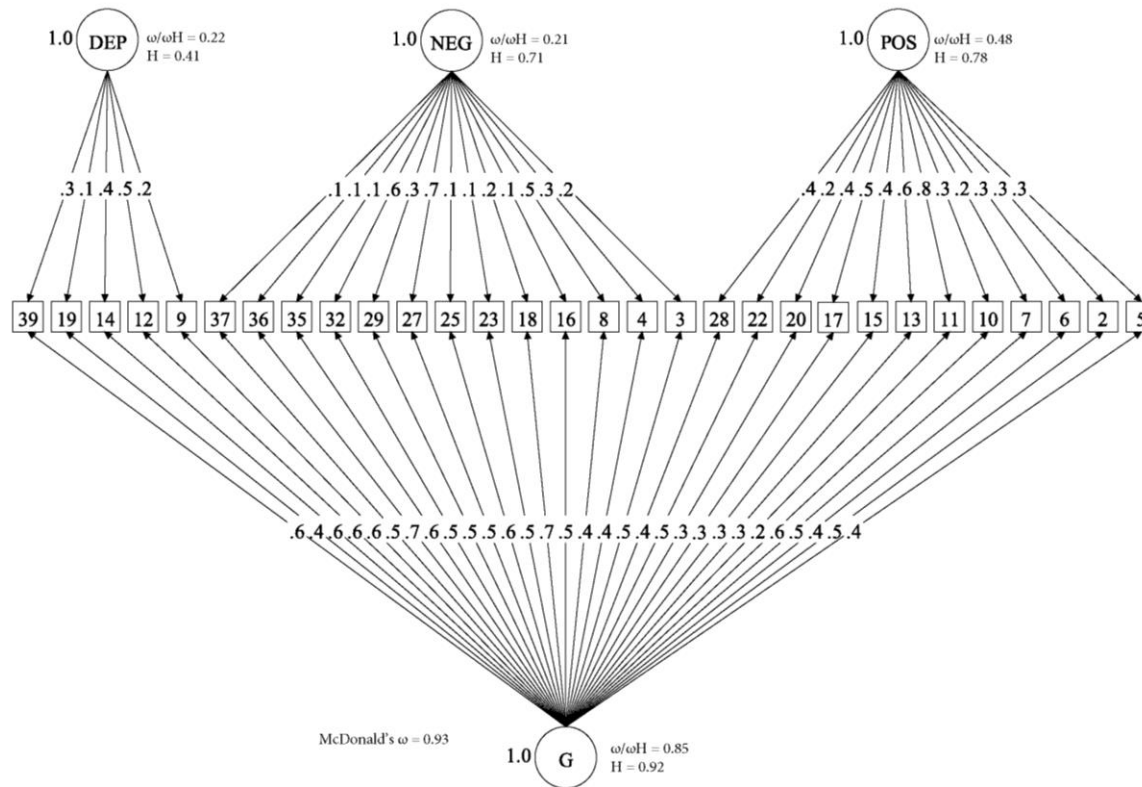 1.0 DEP ω/ωH = 0.22
H = 0.41
1.0 NEG ω/ωH = 0.21
H = 0.71
1.0 POS ω/ωH = 0.48
H = 0.78
.3 .1 .4 .5 .2
.1 .1 .1 .6 .3 .7 .1 .1 .2 .1 .5 .3 .2
.4 .2 .4 .5 .4 .6 .8 .3 .2 .3 .3 .3
39 19 14 12 9 37 36 35 32 29 27 25 23 18 16 8 4 3 28 22 20 17 15 13 11 10 7 6 2 5
.6 .4 .6 .6 .6 .5 .7 .6 .5 .5 .5 .6 .5 .7 .5 .4 .4 .5 .4 .5 .3 .3 .3 .3 .2 .6 .5 .4 .5 .4
McDonald's ω = 0.93
1.0 G ω/ωH = 0.85
H = 0.92